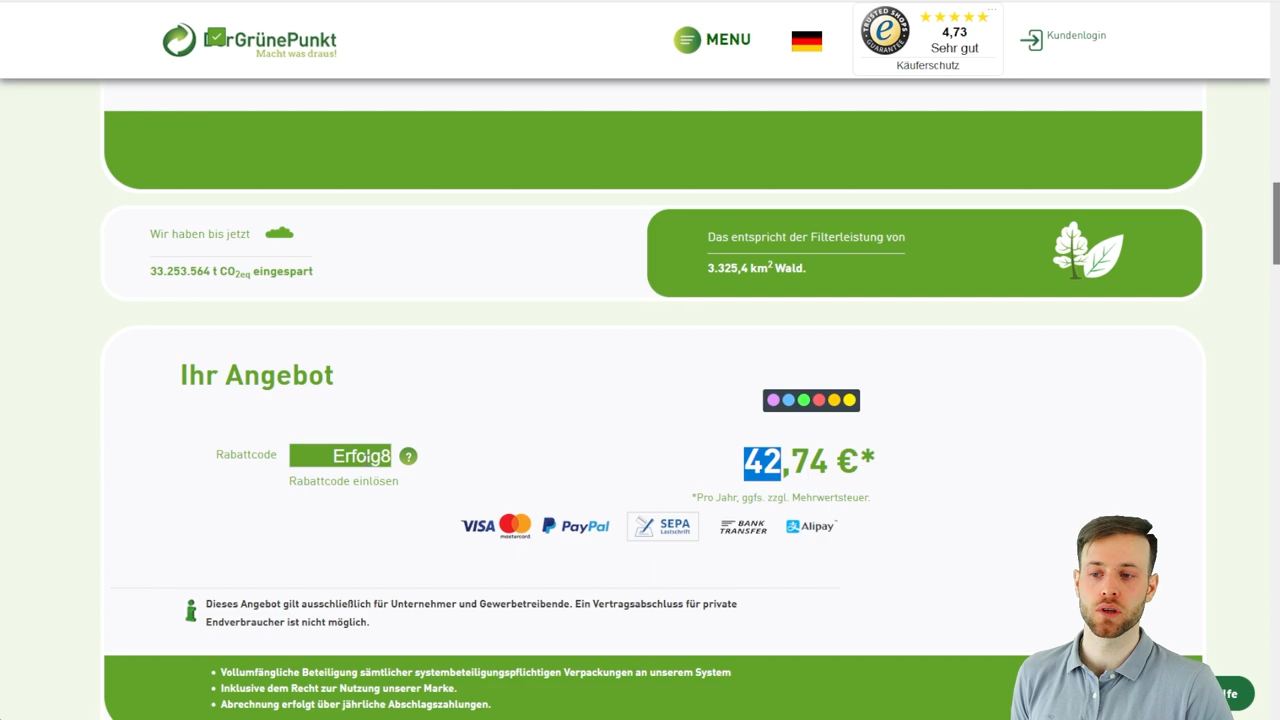 MENU
Macht was draus!
TRUSTED SHOPS
GUARANTEE
4,73
Sehr gut
Käuferschutz
Kundenlogin
Wir haben bis jetzt
33.253.564 t CO2eq eingespart
Das entspricht der Filterleistung von
3.325,4 km² Wald.
Ihr Angebot
Rabattcode
Erfolg8
?
Rabattcode einlösen
42,74 €*
*Pro Jahr, ggfs. zzgl. Mehrwertsteuer.
VISA mastercard PayPal SEPA Lastschrift BANK TRANSFER Alipay
Dieses Angebot gilt ausschließlich für Unternehmer und Gewerbetreibende. Ein Vertragsabschluss für private
Endverbraucher ist nicht möglich.
• Vollumfängliche Beteiligung sämtlicher systembeteiligungspflichtigen Verpackungen an unserem System
• Inklusive dem Recht zur Nutzung unserer Marke.
• Abrechnung erfolgt über jährliche Abschlagszahlungen.